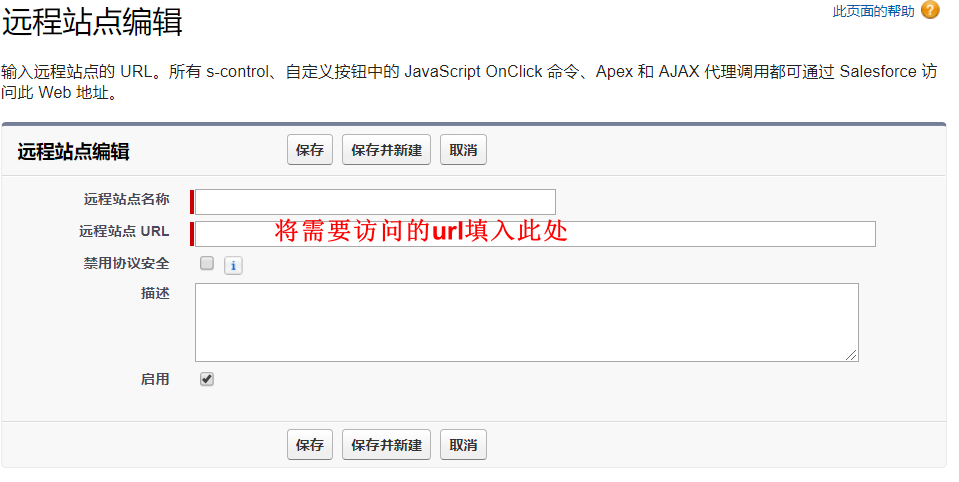 远程站点编辑
此页面的帮助 ?
输入远程站点的 URL。所有 s-control、自定义按钮中的 JavaScript OnClick 命令、Apex 和 AJAX 代理调用都可通过 Salesforce 访
问此 Web 地址。
远程站点编辑 保存 保存并新建 取消
远程站点名称
远程站点 URL 将需要访问的url填入此处
禁用协议安全 i
描述
启用
保存 保存并新建 取消